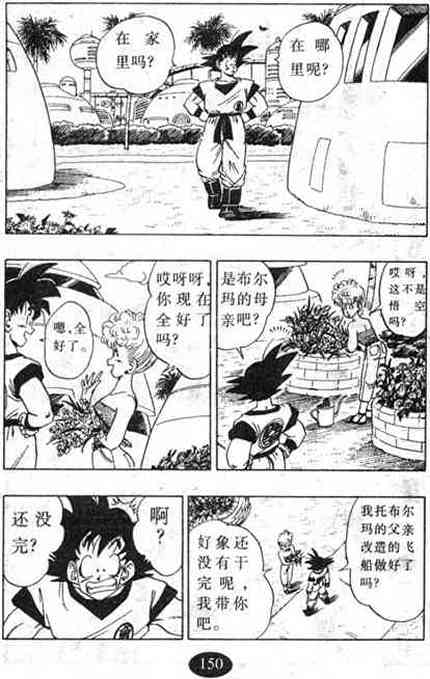 在哪
里呢?
在家
里吗?
哎呀，
这不是
悟空
吗?
是布尔
玛的母
亲吧?
哎呀呀，
你现在
全好了
吗?
嗯，全
好了。
我托布尔
玛的父亲
改造的飞
船做好了
吗?
好象还
没有干
完呢，
我带你
吧。
啊?
还没
完?
150